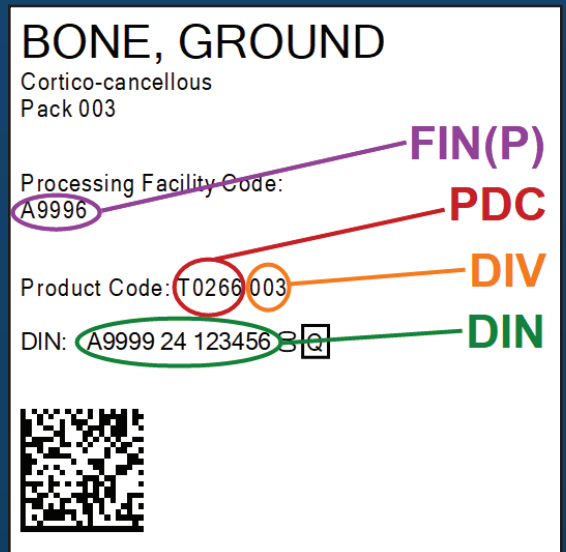 BONE, GROUND
Cortico-cancellous
Pack 003
FIN(P)
Processing Facility Code:
A9996
PDC
Product Code: T0266 003
DIV
DIN: A9999 24 123456 00 Q
DIN